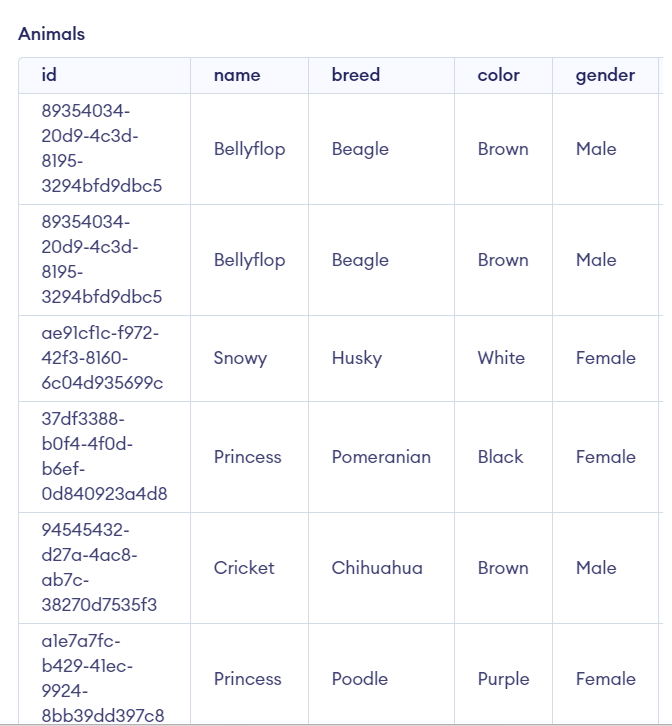 Animals
id name breed color gender
89354034-
20d9-4c3d-
8195-
3294bfd9dbc5 Bellyflop Beagle Brown Male
89354034-
20d9-4c3d-
8195-
3294bfd9dbc5 Bellyflop Beagle Brown Male
ae91cf1c-f972-
42f3-8160-
6c04d935699c Snowy Husky White Female
37df3388-
b0f4-4f0d-
b6ef-
0d840923a4d8 Princess Pomeranian Black Female
94545432-
d27a-4ac8-
ab7c-
38270d7535f3 Cricket Chihuahua Brown Male
a1e7a7fc-
b429-41ec-
9924-
8bb39dd397c8 Princess Poodle Purple Female